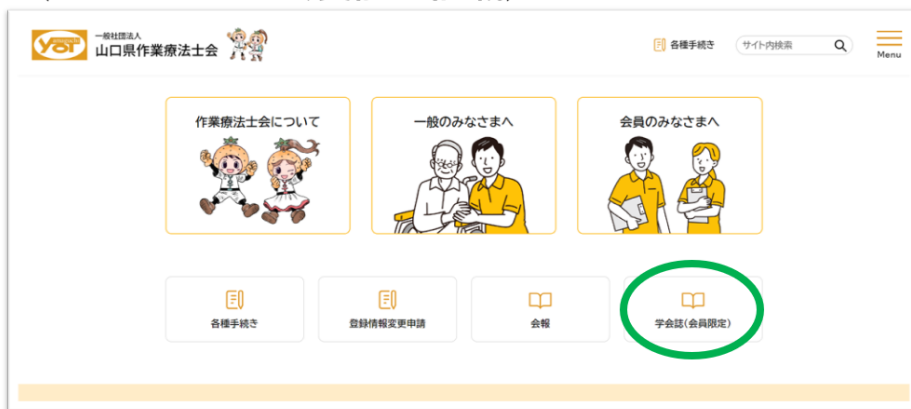 YOT
一般社団法人
山口県作業療法士会
各種手続き
サイト内検索
Menu
作業療法士会について
一般のみなさまへ
会員のみなさまへ
各種手続き
登録情報変更申請
会報
学会誌(会員限定)